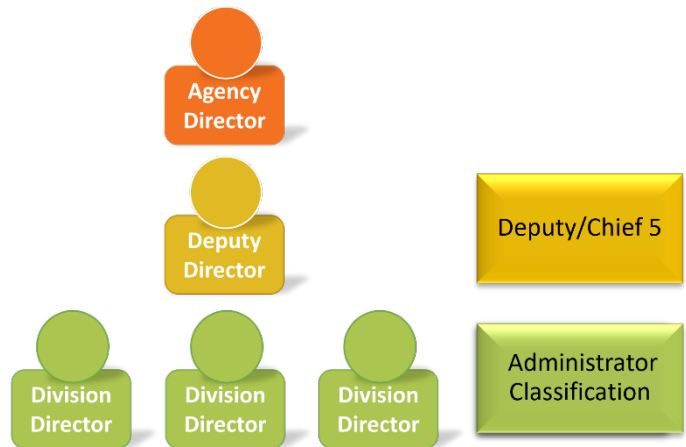 Agency
Director
Deputy
Director
Deputy/Chief 5
Division
Director
Division
Director
Division
Director
Administrator
Classification